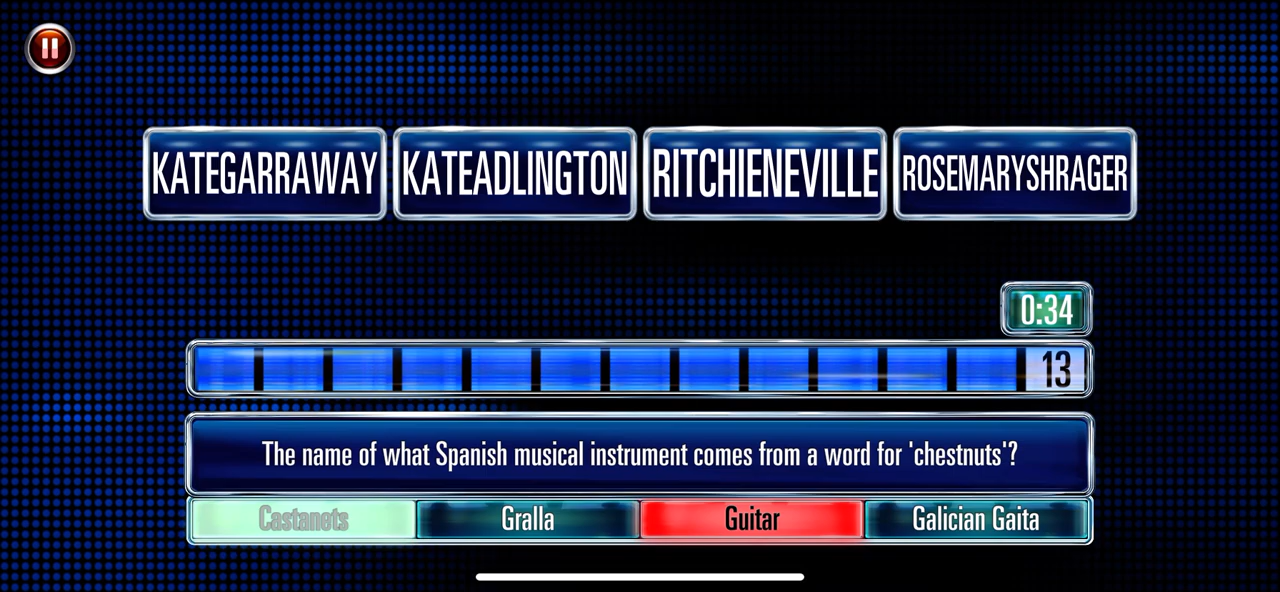 KATEGARRAWAY KATEADLINGTON RITCHIENEVILLE ROSEMARYSHRAGER
0:34
13
The name of what Spanish musical instrument comes from a word for 'chestnuts'?
Castanets Gralla Guitar Galician Gaita